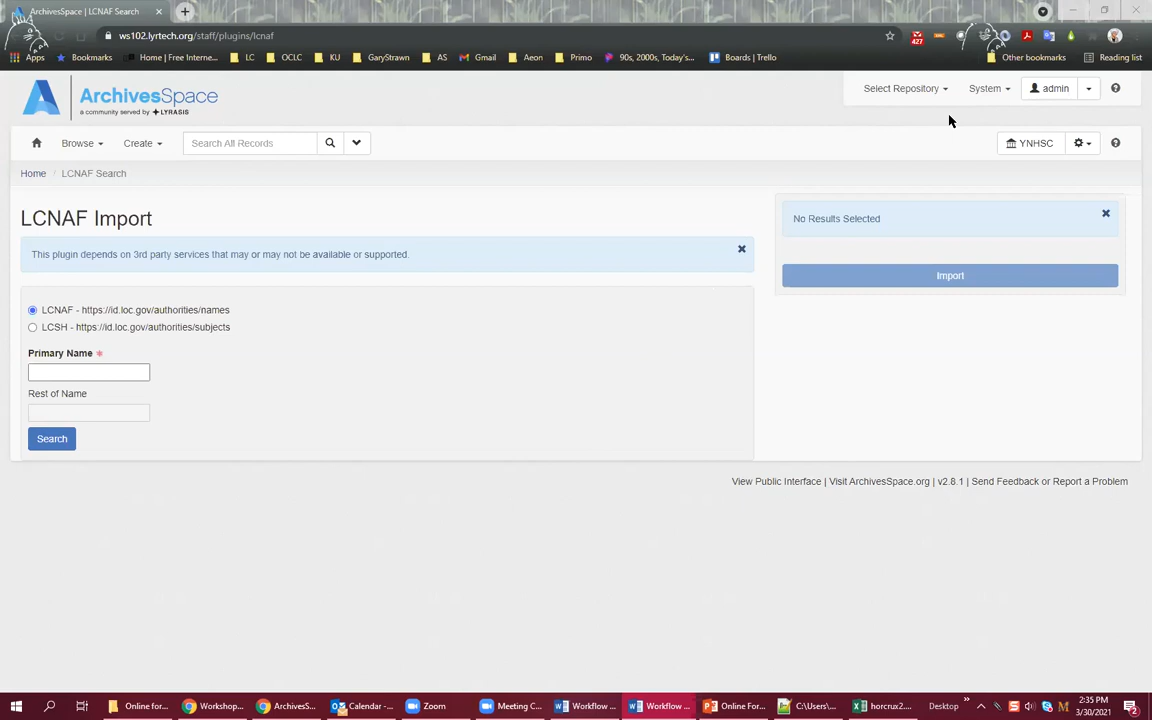 ArchivesSpace | LCNAF Search
ws102.lyrtech.org/staff/plugins/lcnaf
427
Apps Bookmarks Home | Free Interne... LC OCLC KU GaryStrawn AS Gmail Aeon Primo 90s, 2000s, Today's... Boards | Trello Other bookmarks Reading list
ArchivesSpace
a community served by LYRASIS
Select Repository System admin
Browse Create Search All Records YNHSC
Home / LCNAF Search
LCNAF Import
No Results Selected
This plugin depends on 3rd party services that may or may not be available or supported.
Import
LCNAF - https://id.loc.gov/authorities/names
LCSH - https://id.loc.gov/authorities/subjects
Primary Name *
Rest of Name
Search
View Public Interface | Visit ArchivesSpace.org | v2.8.1 | Send Feedback or Report a Problem
Online for... Workshop... ArchivesS... Calendar -... Zoom Meeting C... Workflow ... Workflow ... Online For... C:\Users\... horcrux2.... Desktop
2:35 PM
3/30/2021
2